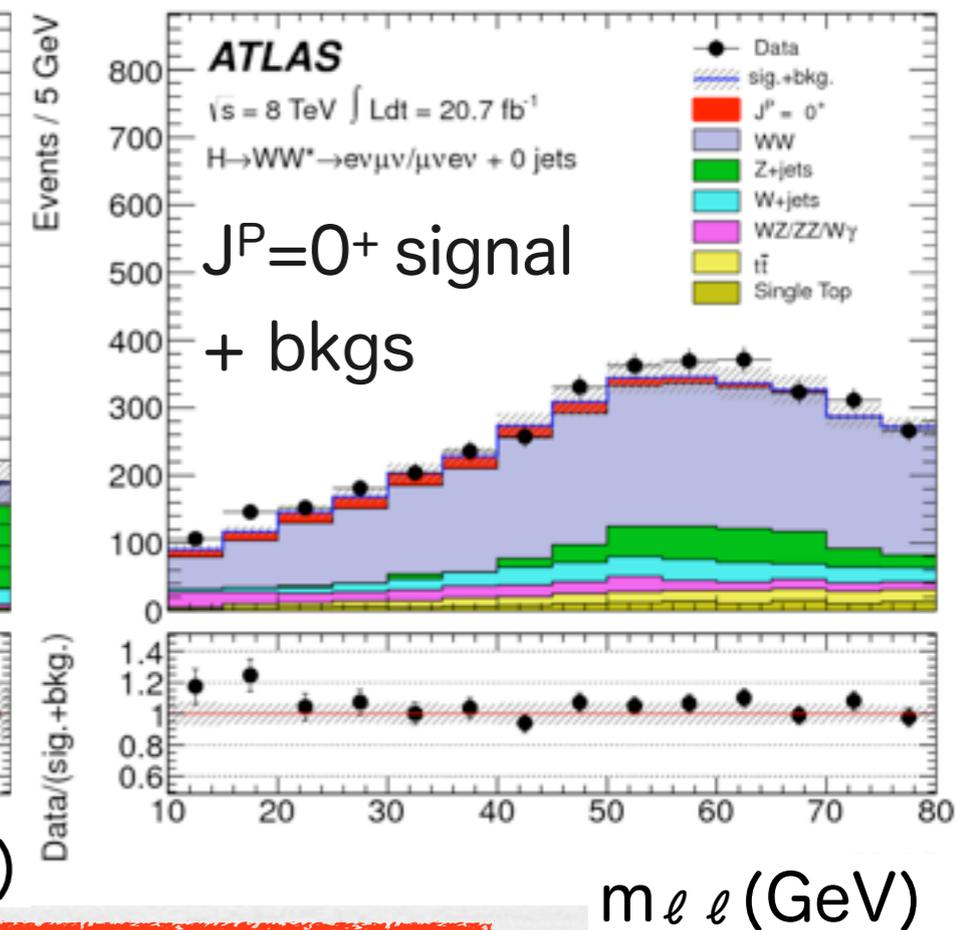 Events / 5 GeV
800
700
600
500
400
300
200
100
0
ATLAS
√s = 8 TeV ∫ Ldt = 20.7 fb⁻¹
H→WW*→eνμν/μνeν + 0 jets
Jᴾ=0⁺ signal
+ bkgs
Data
sig.+bkg.
Jᴾ = 0⁺
WW
Z+jets
W+jets
WZ/ZZ/Wγ
tt̄
Single Top
Data/(sig.+bkg.)
1.4
1.2
1
0.8
0.6
10 20 30 40 50 60 70 80
)
m ℓ ℓ (GeV)